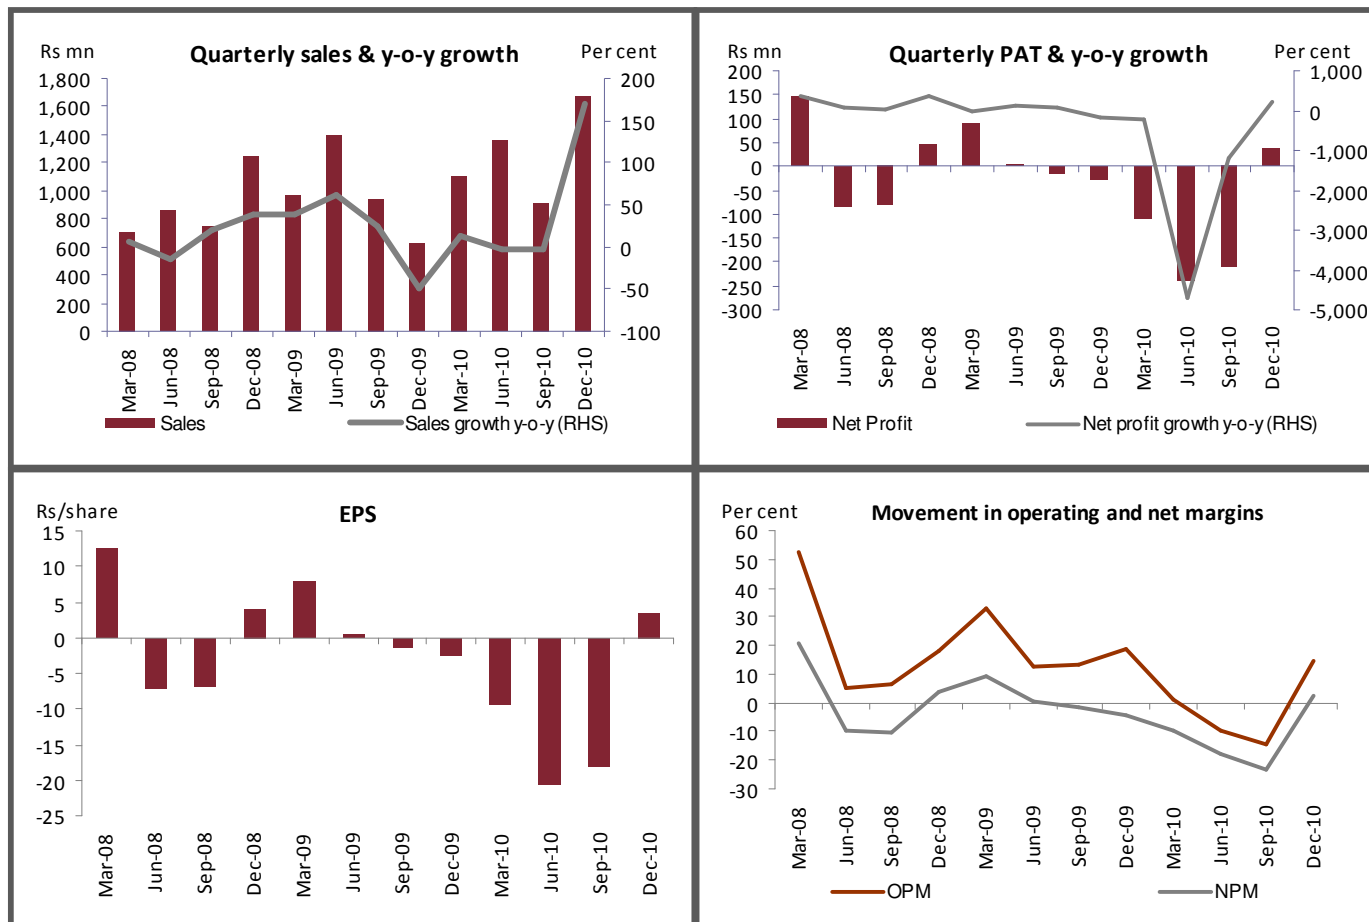 Quarterly sales & y-o-y growth
Rs mn
Per cent
1,800
1,600
1,400
1,200
1,000
800
600
400
200
0
200
150
100
50
0
-50
-100
Mar-08
Jun-08
Sep-08
Dec-08
Mar-09
Jun-09
Sep-09
Dec-09
Mar-10
Jun-10
Sep-10
Dec-10
Sales
Sales growth y-o-y (RHS)
Quarterly PAT & y-o-y growth
Rs mn
Per cent
200
150
100
50
0
-50
-100
-150
-200
-250
-300
1,000
0
-1,000
-2,000
-3,000
-4,000
-5,000
Mar-08
Jun-08
Sep-08
Dec-08
Mar-09
Jun-09
Sep-09
Dec-09
Mar-10
Jun-10
Sep-10
Dec-10
Net Profit
Net profit growth y-o-y (RHS)
Rs/share
EPS
15
10
5
0
-5
-10
-15
-20
-25
Mar-08
Jun-08
Sep-08
Dec-08
Mar-09
Jun-09
Sep-09
Dec-09
Mar-10
Jun-10
Sep-10
Dec-10
Per cent
Movement in operating and net margins
60
50
40
30
20
10
0
-10
-20
-30
Mar-08
Jun-08
Sep-08
Dec-08
Mar-09
Jun-09
Sep-09
Dec-09
Mar-10
Jun-10
Sep-10
Dec-10
OPM
NPM